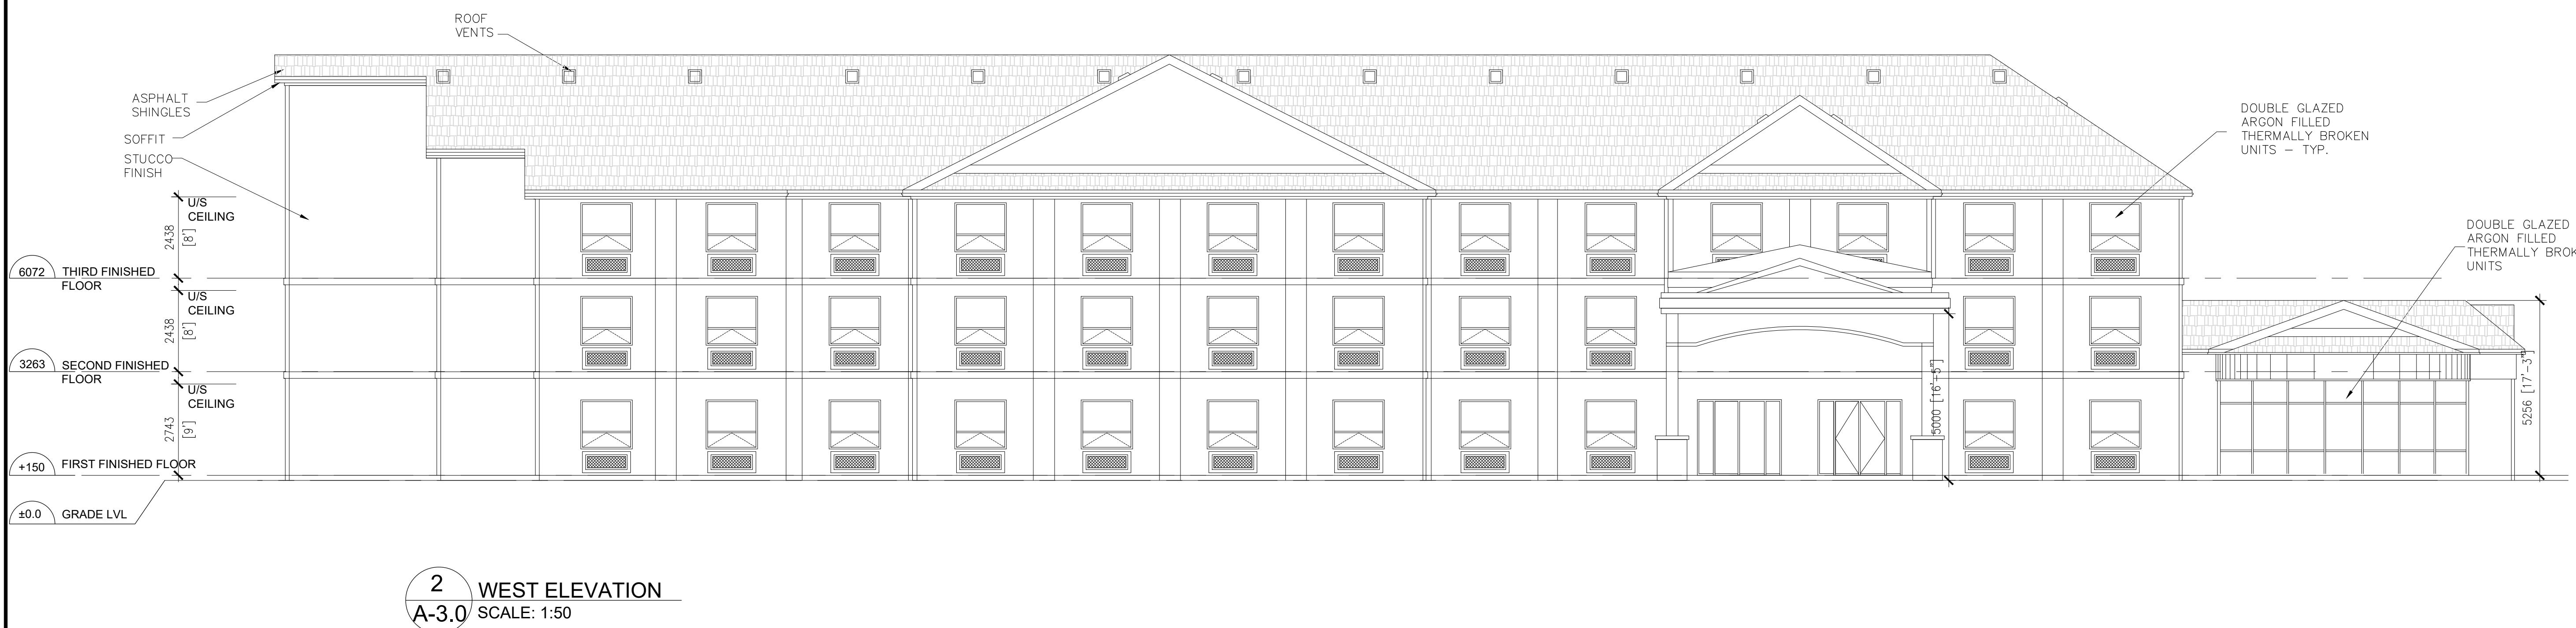 ROOF
VENTS
ASPHALT
SHINGLES
SOFFIT
STUCCO
FINISH
DOUBLE GLAZED
ARGON FILLED
THERMALLY BROKEN
UNITS - TYP.
DOUBLE GLAZED
ARGON FILLED
THERMALLY BROK
UNITS
U/S
CEILING
2438
[8']
6072 THIRD FINISHED
FLOOR
U/S
CEILING
2438
[8']
3263 SECOND FINISHED
FLOOR
U/S
CEILING
2743
[9']
+150 FIRST FINISHED FLOOR
±0.0 GRADE LVL
5000 [16'-5"]
5256 [17'-3"]
2 WEST ELEVATION
A-3.0 SCALE: 1:50